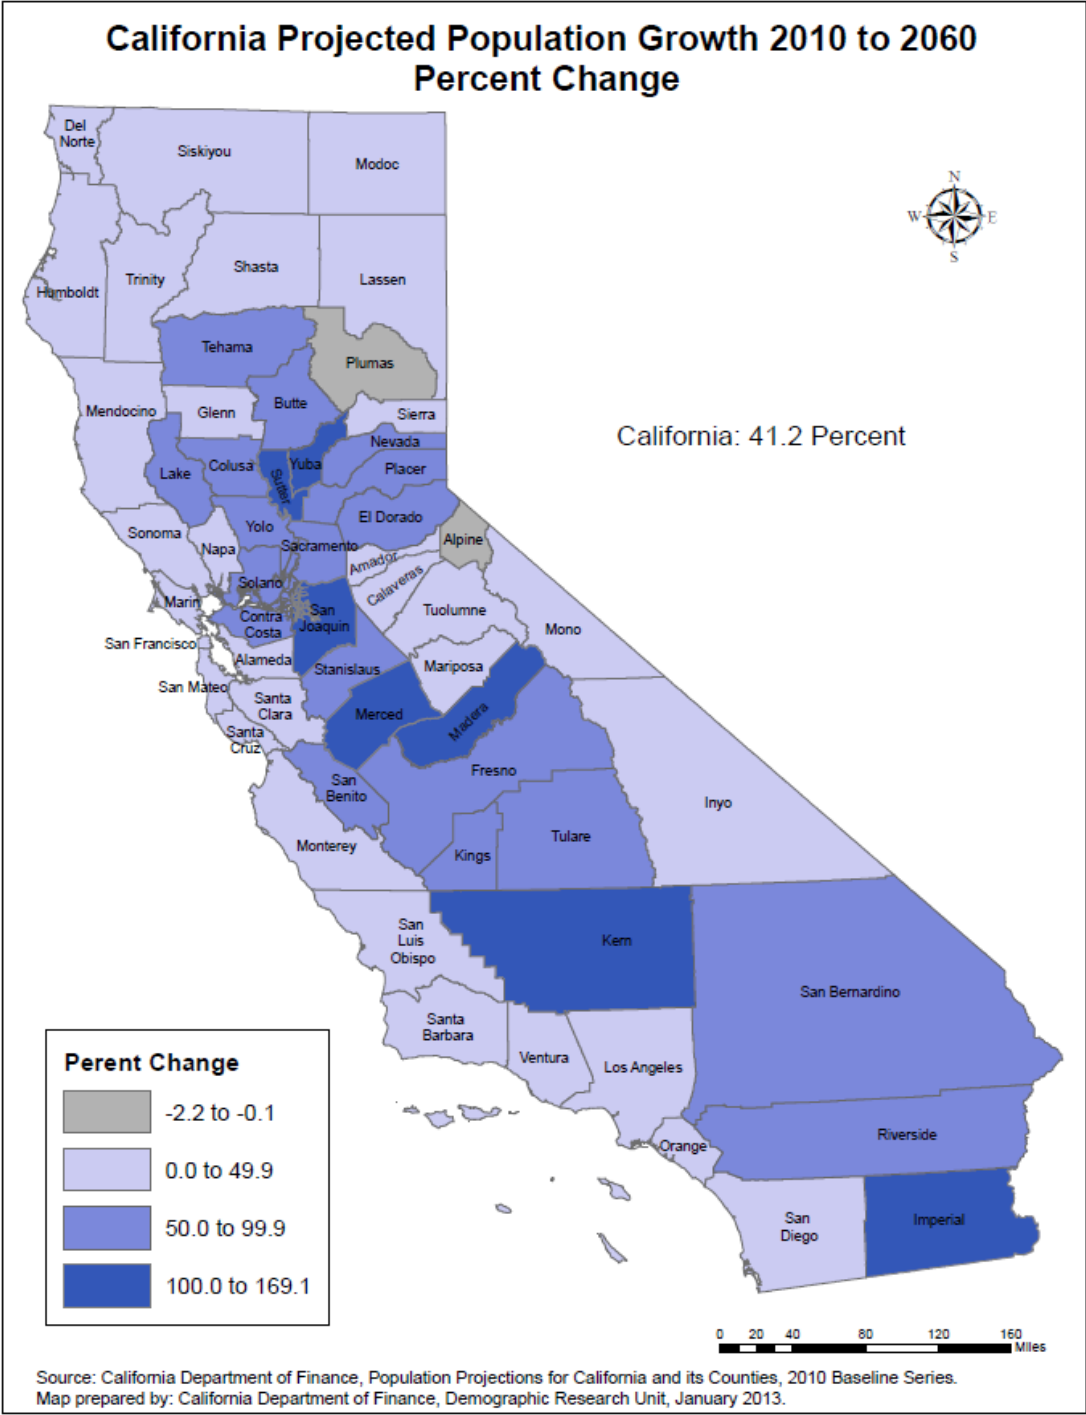 California Projected Population Growth 2010 to 2060
Percent Change
Del
Norte
Siskiyou
Modoc
N
W
E
S
Humboldt
Trinity
Shasta
Lassen
Tehama
Plumas
Mendocino
Glenn
Butte
Sierra
California: 41.2 Percent
Lake
Colusa
Sutter
Yuba
Nevada
Placer
El Dorado
Sonoma
Napa
Yolo
Sacramento
Alpine
Amador
Calaveras
Solano
Marin
Contra
Costa
San
Joaquin
Tuolumne
Mono
San Francisco
Alameda
Stanislaus
Mariposa
San Mateo
Santa
Clara
Santa
Cruz
Merced
Madera
San
Benito
Fresno
Inyo
Monterey
Kings
Tulare
San
Luis
Obispo
Kern
San Bernardino
Santa
Barbara
Ventura
Los Angeles
Orange
Riverside
San
Diego
Imperial
Perent Change
-2.2 to -0.1
0.0 to 49.9
50.0 to 99.9
100.0 to 169.1
0 20 40 80 120 160
Miles
Source: California Department of Finance, Population Projections for California and its Counties, 2010 Baseline Series.
Map prepared by: California Department of Finance, Demographic Research Unit, January 2013.